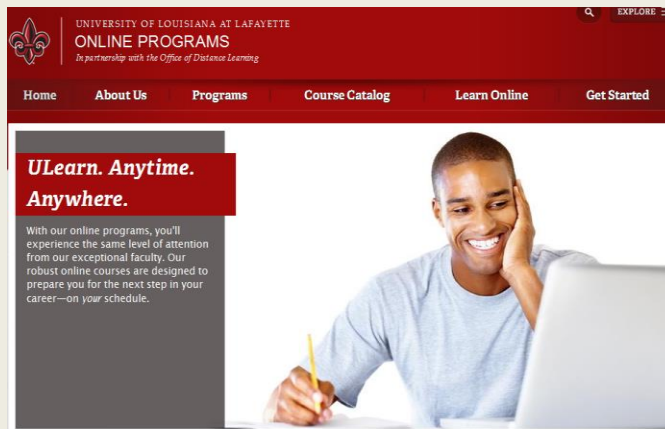 UNIVERSITY OF LOUISIANA AT LAFAYETTE
ONLINE PROGRAMS
In partnership with the Office of Distance Learning
EXPLORE
Home About Us Programs Course Catalog Learn Online Get Started
ULearn. Anytime.
Anywhere.
With our online programs, you'll
experience the same level of attention
from our exceptional faculty. Our
robust online courses are designed to
prepare you for the next step in your
career—on your schedule.